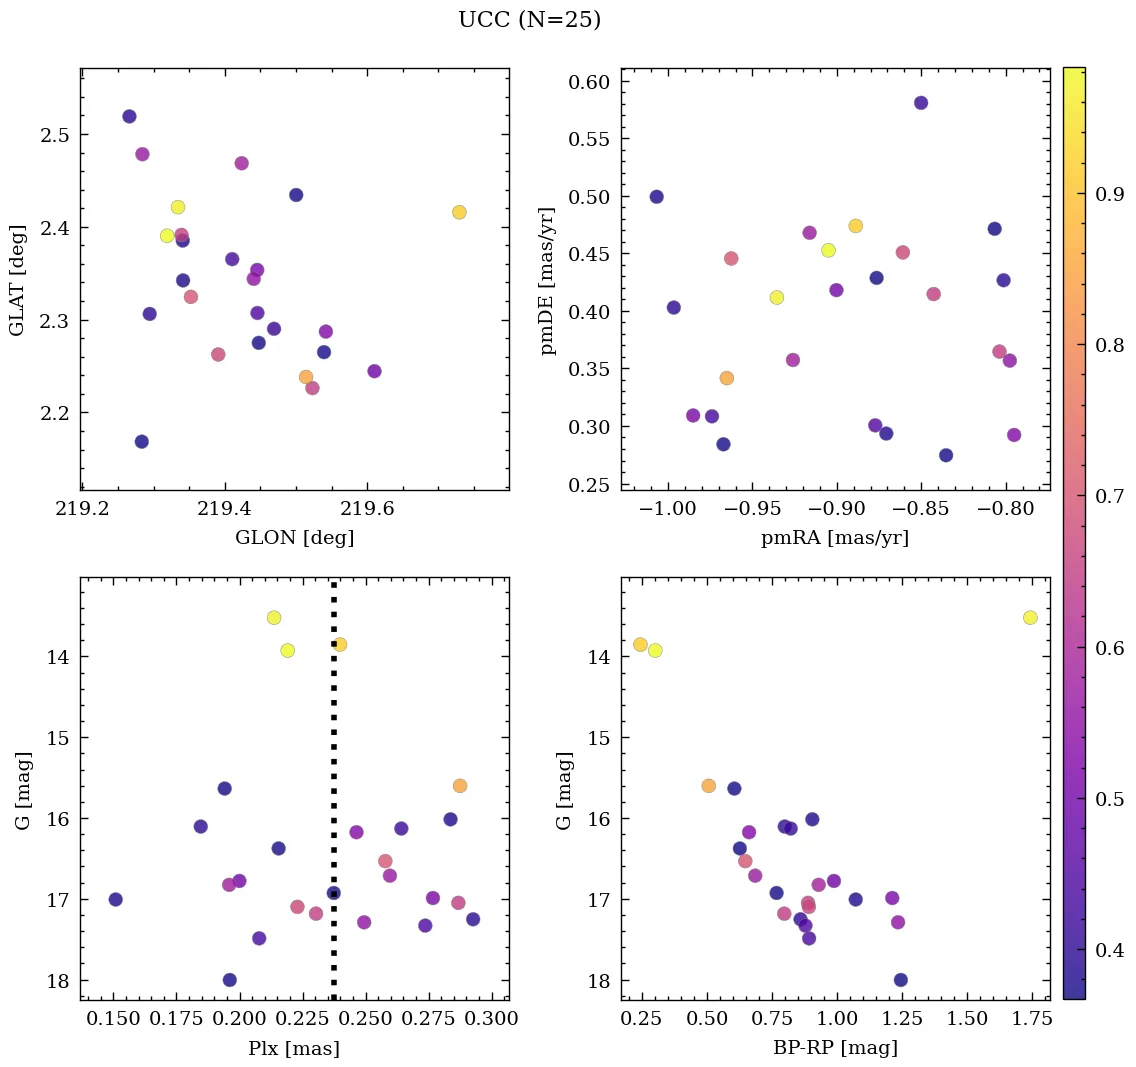 UCC (N=25)
2.5
2.4
2.3
2.2
GLAT [deg]
219.2 219.4 219.6
GLON [deg]
0.60
0.55
0.50
0.45
0.40
0.35
0.30
0.25
pmDE [mas/yr]
−1.00 −0.95 −0.90 −0.85 −0.80
pmRA [mas/yr]
0.9
0.8
0.7
0.6
0.5
0.4
14
15
16
17
18
G [mag]
0.150 0.175 0.200 0.225 0.250 0.275 0.300
Plx [mas]
14
15
16
17
18
G [mag]
0.25 0.50 0.75 1.00 1.25 1.50 1.75
BP-RP [mag]